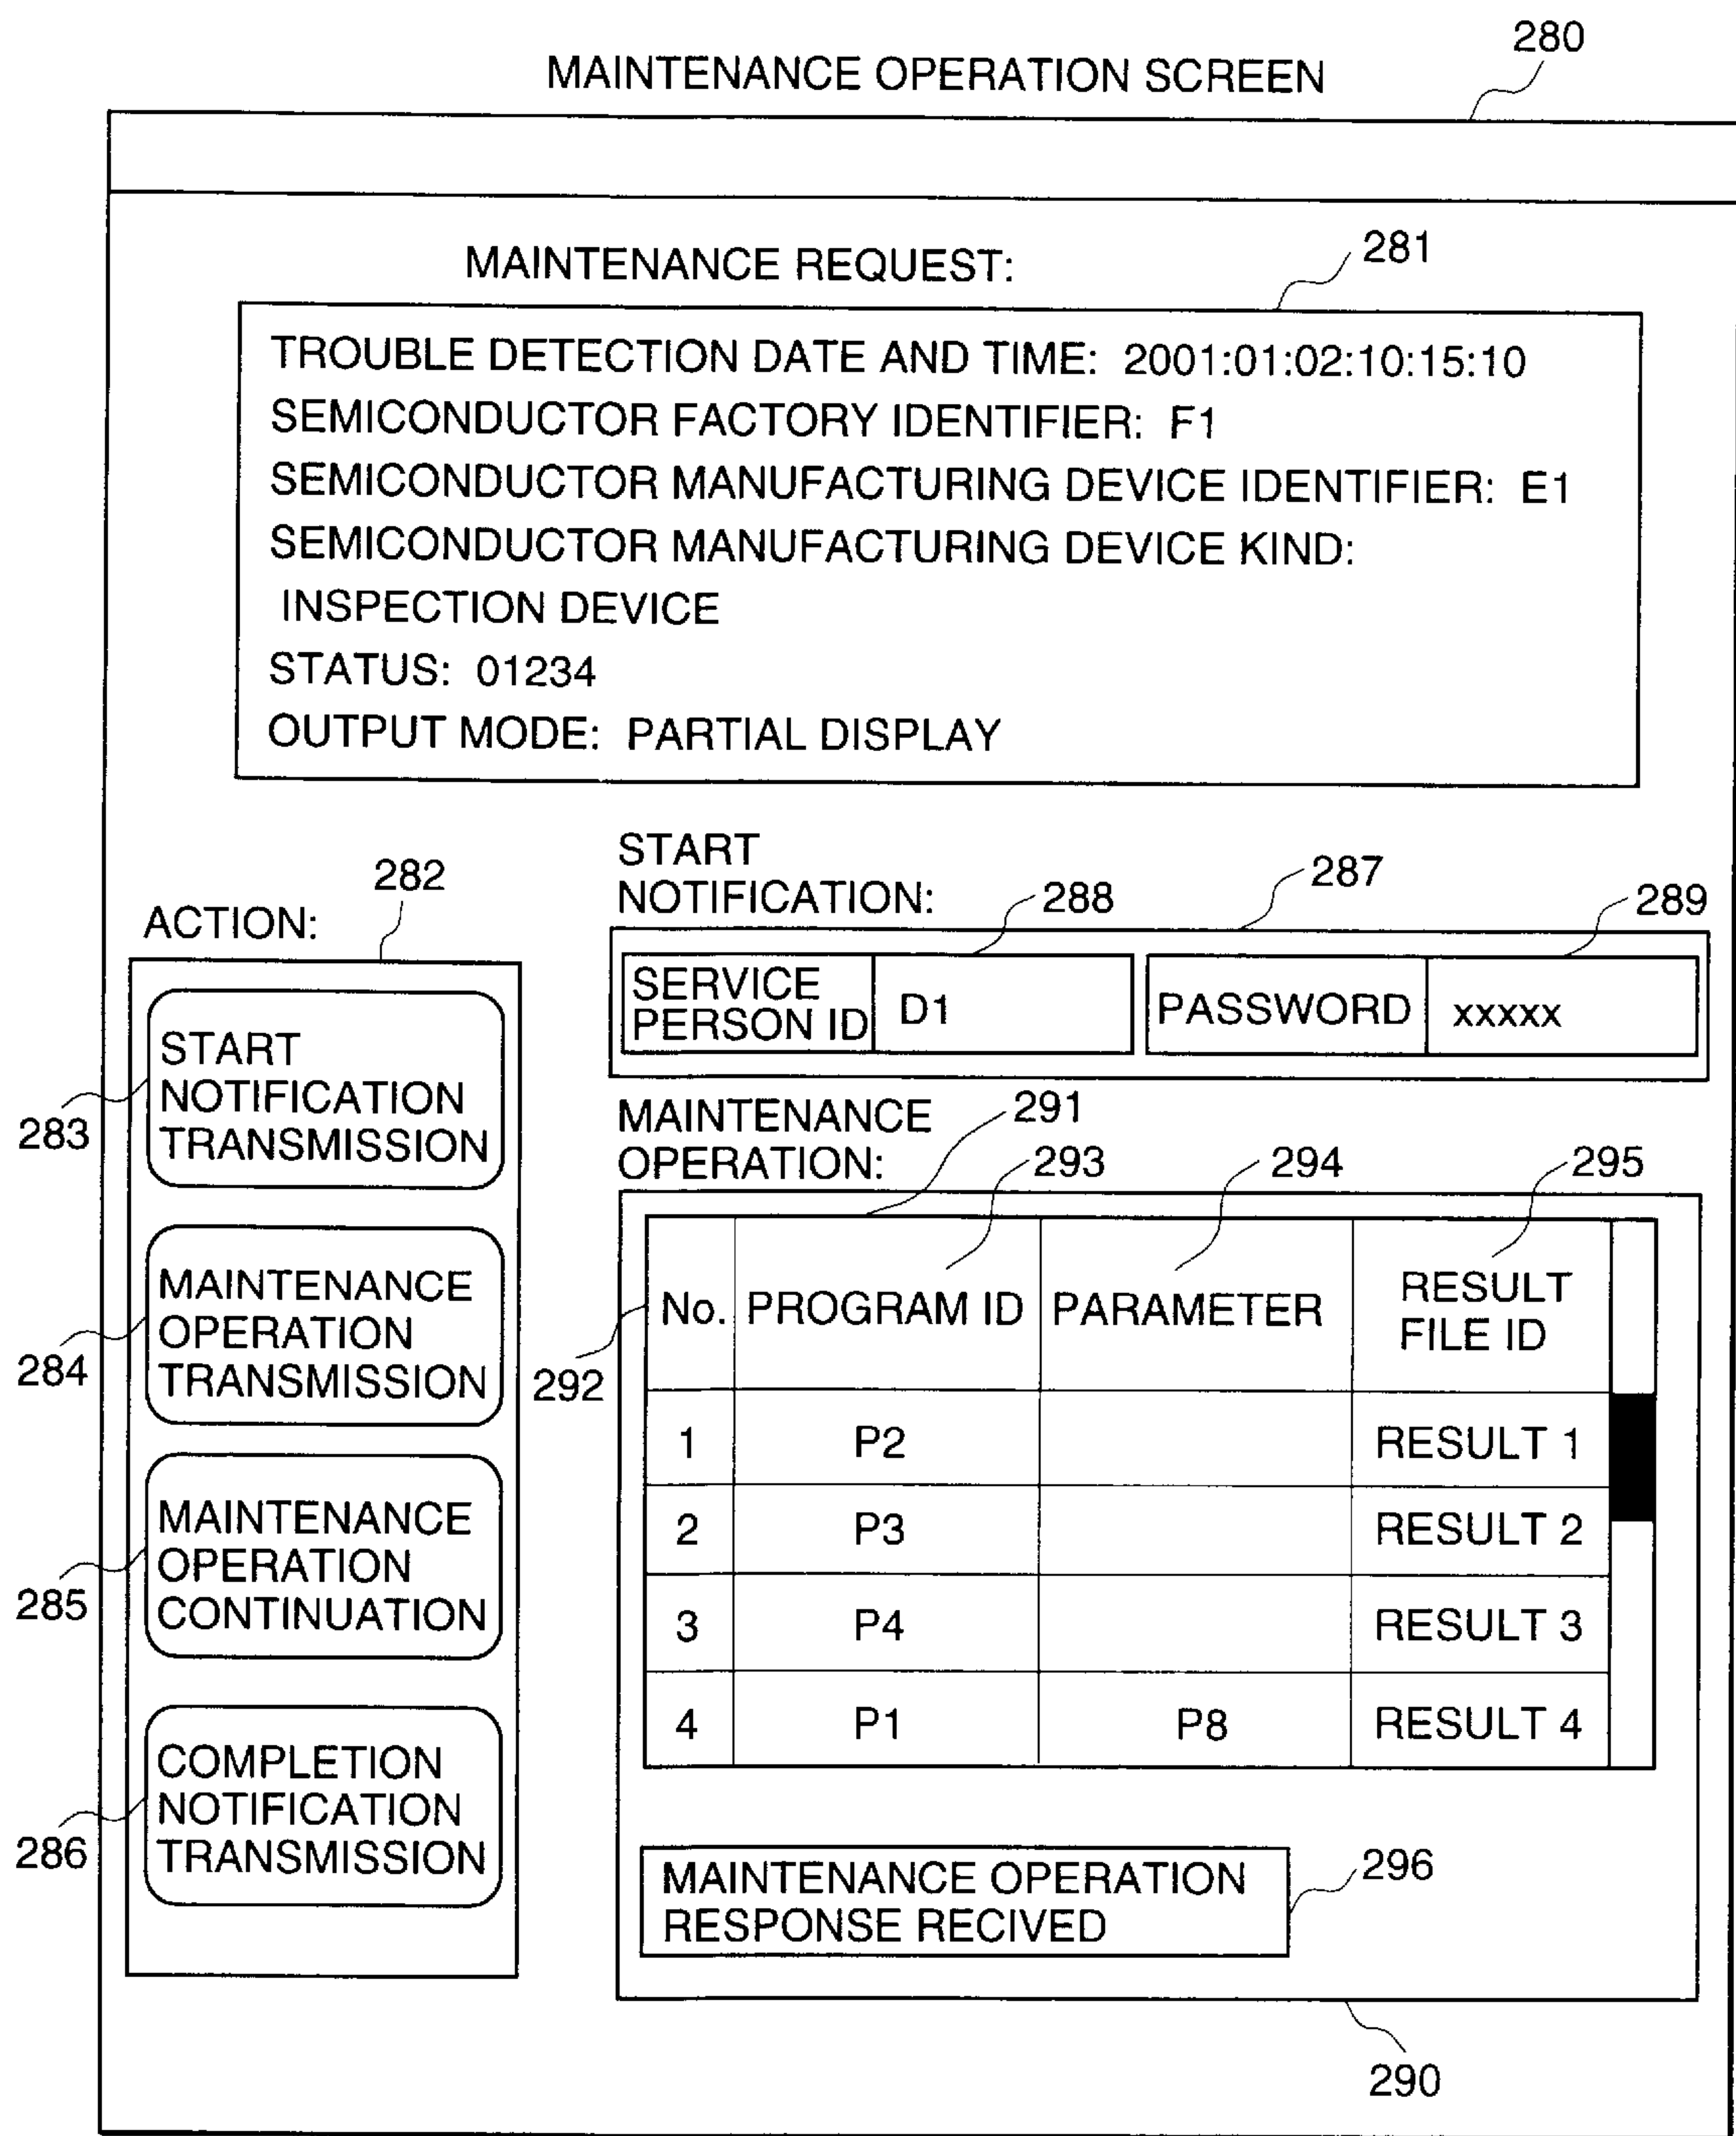 280
MAINTENANCE OPERATION SCREEN
MAINTENANCE REQUEST:
281
TROUBLE DETECTION DATE AND TIME: 2001:01:02:10:15:10
SEMICONDUCTOR FACTORY IDENTIFIER: F1
SEMICONDUCTOR MANUFACTURING DEVICE IDENTIFIER: E1
SEMICONDUCTOR MANUFACTURING DEVICE KIND:
INSPECTION DEVICE
STATUS: 01234
OUTPUT MODE: PARTIAL DISPLAY
ACTION:
282
START
NOTIFICATION
TRANSMISSION
283
MAINTENANCE
OPERATION
TRANSMISSION
284
MAINTENANCE
OPERATION
CONTINUATION
285
COMPLETION
NOTIFICATION
TRANSMISSION
286
START
NOTIFICATION:
288
287
289
SERVICE
PERSON ID
D1
PASSWORD
xxxxx
MAINTENANCE
OPERATION:
291
293
294
295
292
No. PROGRAM ID PARAMETER RESULT
FILE ID
1 P2 RESULT 1
2 P3 RESULT 2
3 P4 RESULT 3
4 P1 P8 RESULT 4
MAINTENANCE OPERATION
RESPONSE RECIVED
296
290